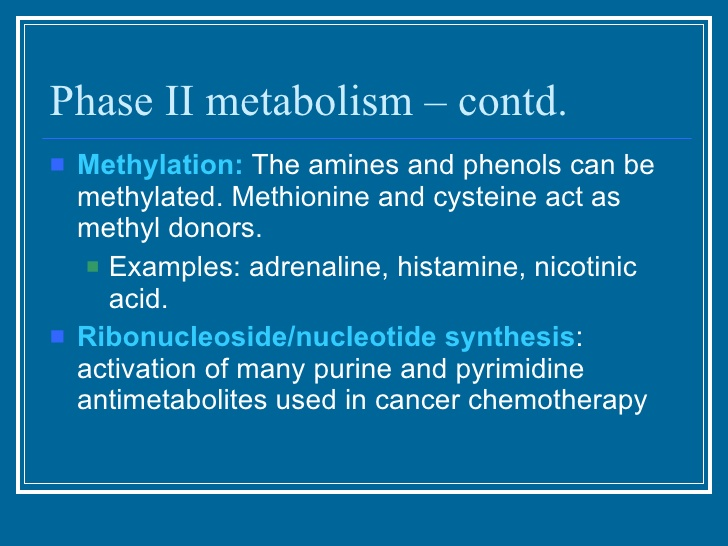 Phase II metabolism – contd.
Methylation: The amines and phenols can be
methylated. Methionine and cysteine act as
methyl donors.
Examples: adrenaline, histamine, nicotinic
acid.
Ribonucleoside/nucleotide synthesis:
activation of many purine and pyrimidine
antimetabolites used in cancer chemotherapy